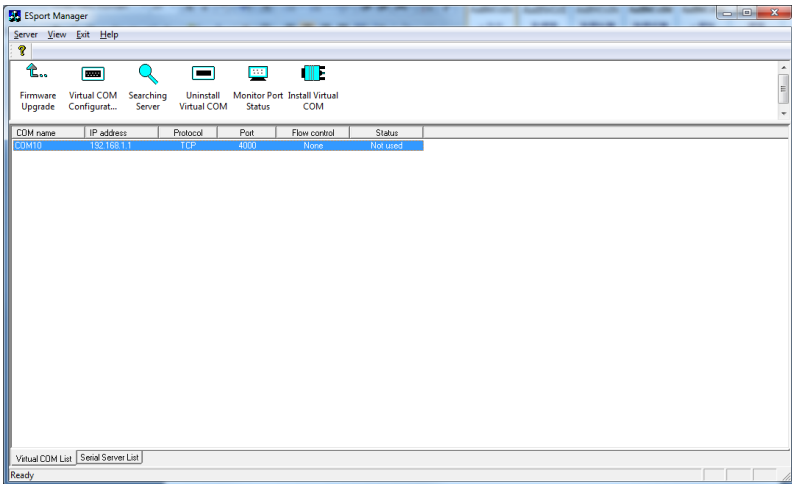 ESport Manager
Server View Exit Help
Firmware Upgrade
Virtual COM Configurat...
Searching Server
Uninstall Virtual COM
Monitor Port Status
Install Virtual COM
COM name IP address Protocol Port Flow control Status
COM10 192.168.1.1 TCP 4000 None Not used
Virtual COM List Serial Server List
Ready